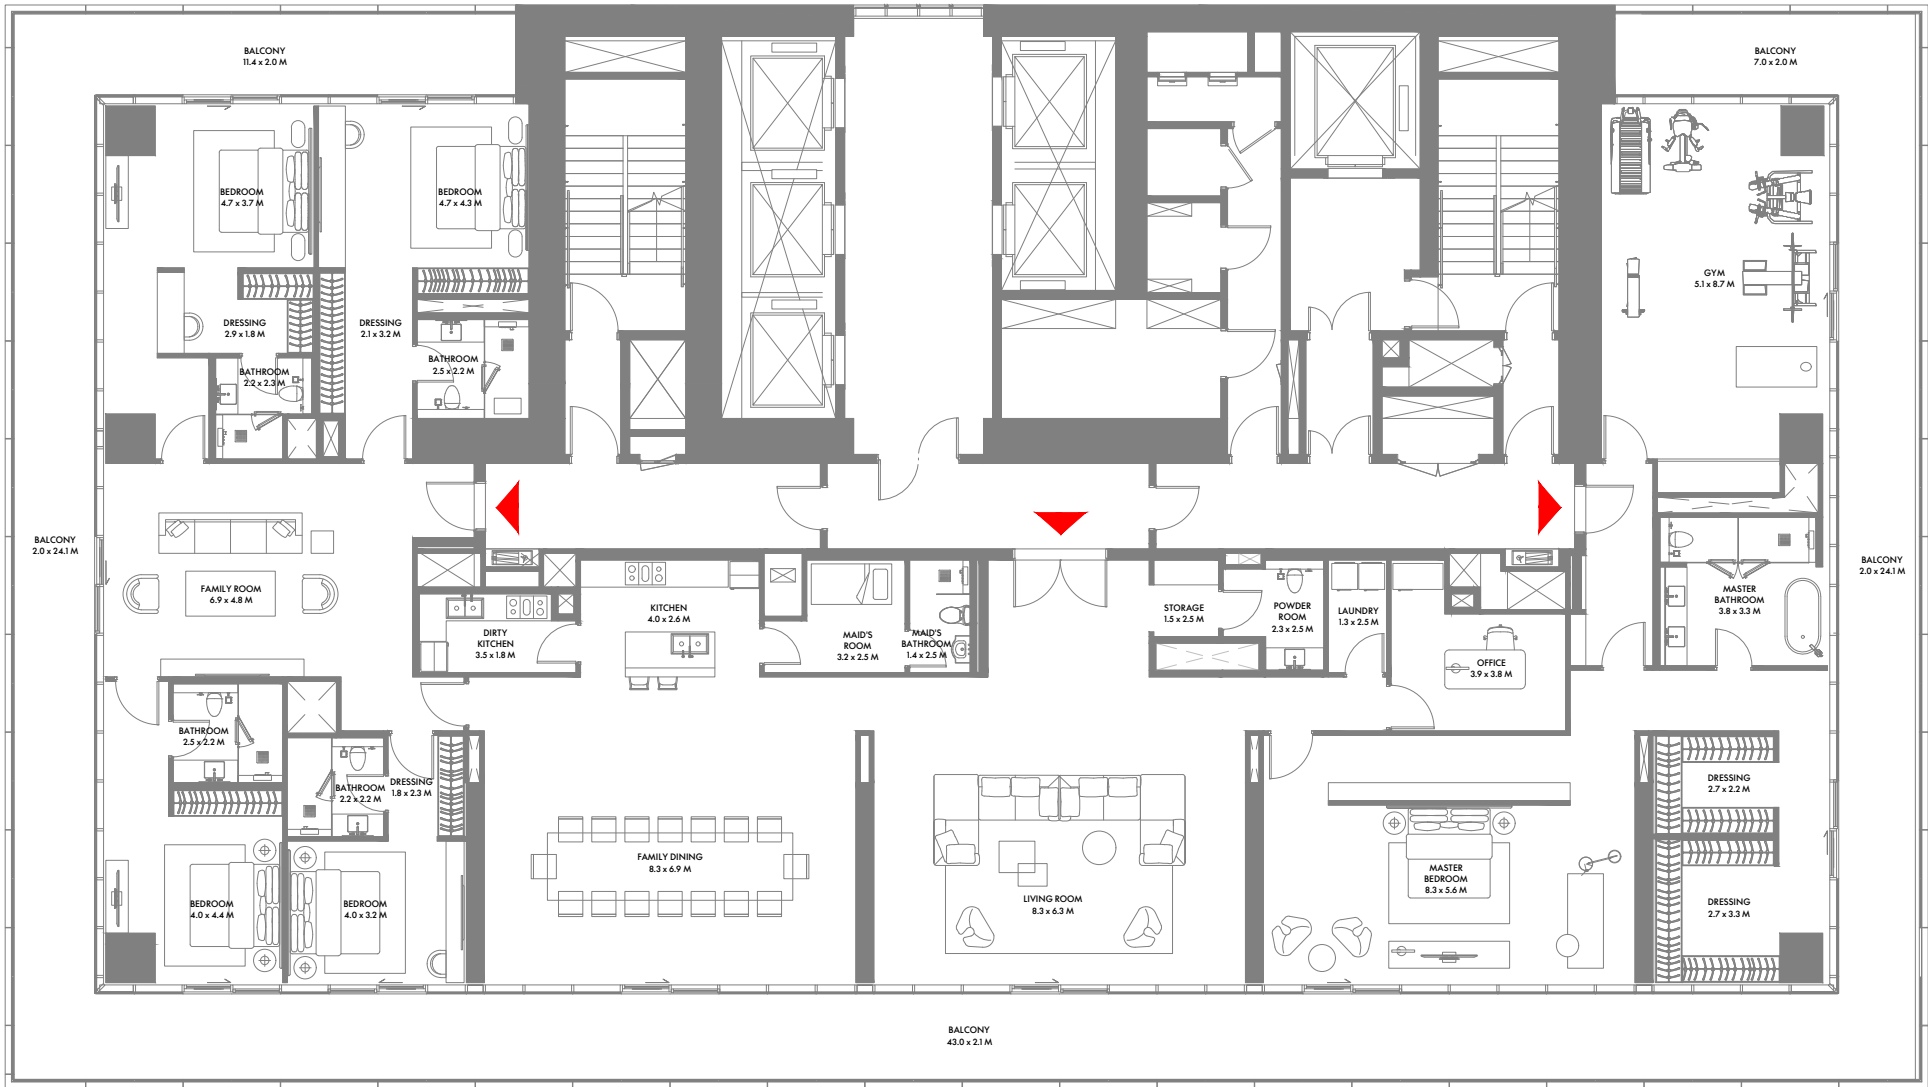 BALCONY
11.4 x 2.0 M
BALCONY
7.0 x 2.0 M
BEDROOM
4.7 x 3.7 M
BEDROOM
4.7 x 4.3 M
GYM
5.1 x 8.7 M
DRESSING
2.9 x 1.8 M
DRESSING
2.1 x 3.2 M
BATHROOM
2.5 x 2.2 M
BATHROOM
2.2 x 2.3 M
BALCONY
2.0 x 24.1 M
FAMILY ROOM
6.9 x 4.8 M
DIRTY
KITCHEN
3.5 x 1.8 M
KITCHEN
4.0 x 2.6 M
MAID'S
ROOM
3.2 x 2.5 M
MAID'S
BATHROOM
1.4 x 2.5 M
STORAGE
1.5 x 2.5 M
POWDER
ROOM
2.3 x 2.5 M
LAUNDRY
1.3 x 2.5 M
OFFICE
3.9 x 3.8 M
MASTER
BATHROOM
3.8 x 3.3 M
BALCONY
2.0 x 24.1 M
BATHROOM
2.5 x 2.2 M
BATHROOM
2.2 x 2.2 M
DRESSING
1.8 x 2.3 M
DRESSING
2.7 x 2.2 M
FAMILY DINING
8.3 x 6.9 M
LIVING ROOM
8.3 x 6.3 M
MASTER
BEDROOM
8.3 x 5.6 M
DRESSING
2.7 x 3.3 M
BEDROOM
4.0 x 4.4 M
BEDROOM
4.0 x 3.2 M
BALCONY
43.0 x 2.1 M